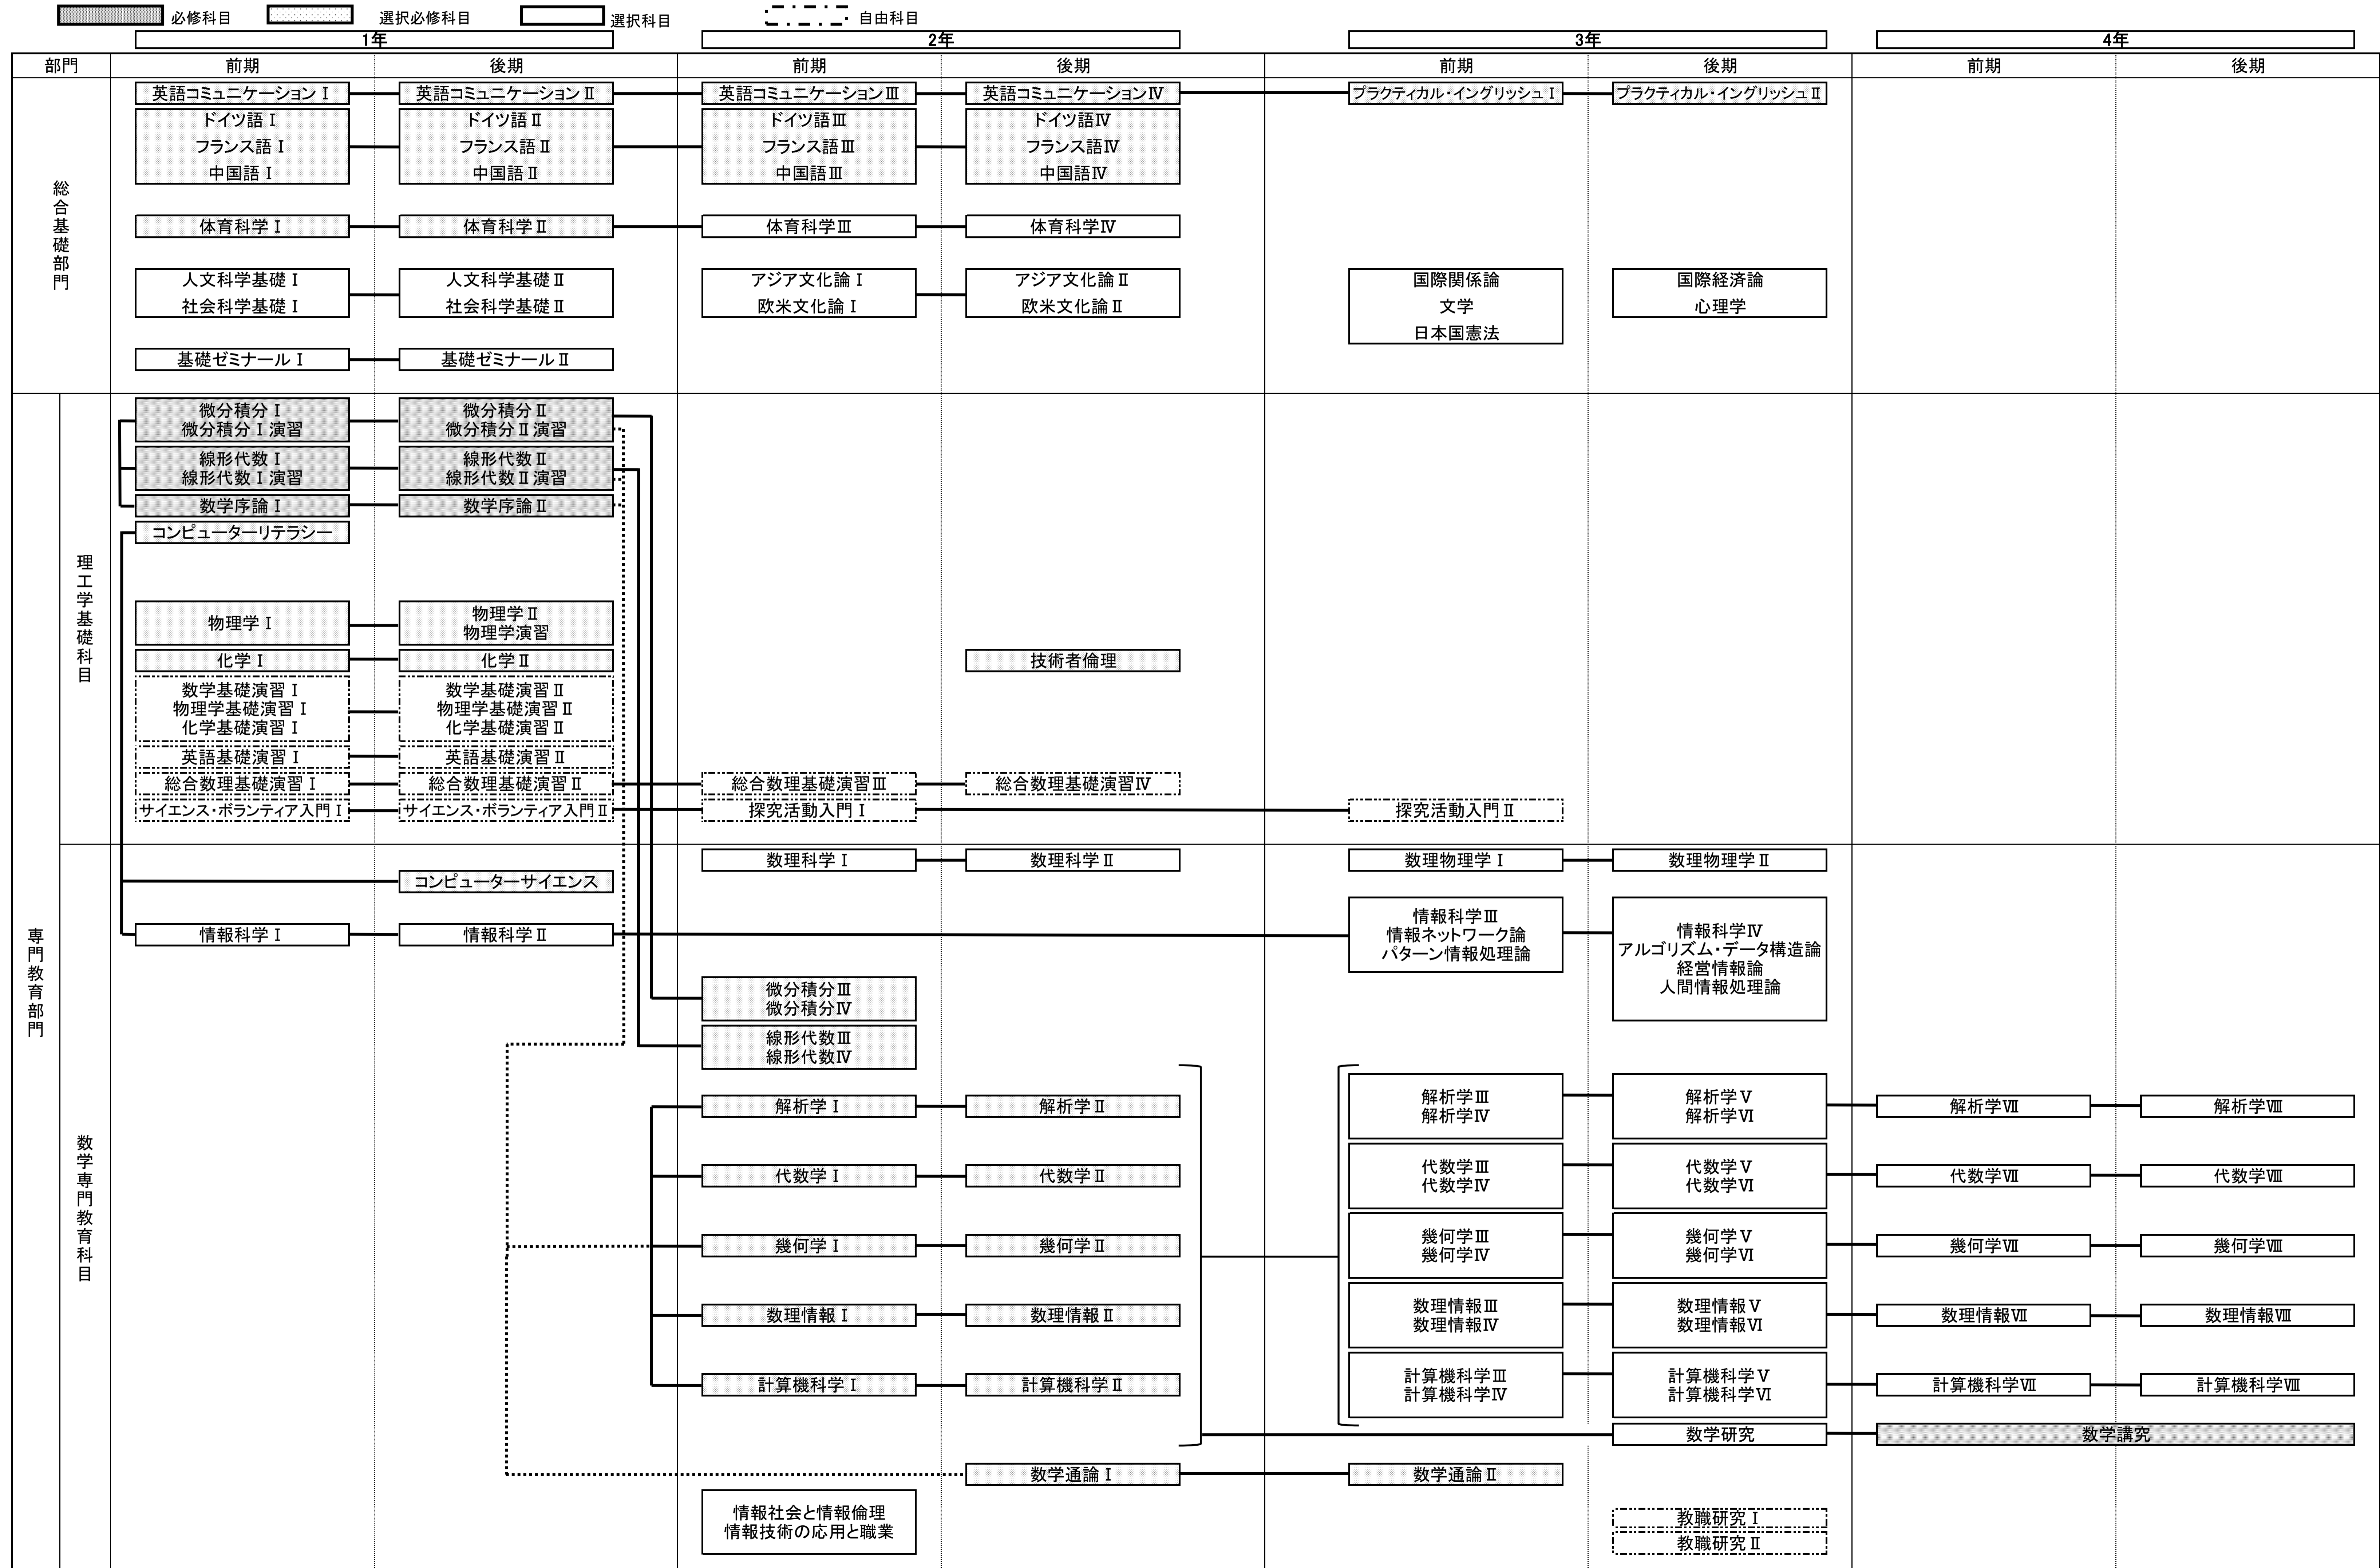 必修科目 選択必修科目 選択科目 自由科目
1年 2年 3年 4年
部門 前期 後期 前期 後期 前期 後期 前期 後期
総合基礎部門
英語コミュニケーションⅠ 英語コミュニケーションⅡ 英語コミュニケーションⅢ 英語コミュニケーションⅣ プラクティカル・イングリッシュⅠ プラクティカル・イングリッシュⅡ
ドイツ語Ⅰ ドイツ語Ⅱ ドイツ語Ⅲ ドイツ語Ⅳ
フランス語Ⅰ フランス語Ⅱ フランス語Ⅲ フランス語Ⅳ
中国語Ⅰ 中国語Ⅱ 中国語Ⅲ 中国語Ⅳ
体育科学Ⅰ 体育科学Ⅱ 体育科学Ⅲ 体育科学Ⅳ
人文科学基礎Ⅰ 人文科学基礎Ⅱ アジア文化論Ⅰ アジア文化論Ⅱ 国際関係論 国際経済論
社会科学基礎Ⅰ 社会科学基礎Ⅱ 欧米文化論Ⅰ 欧米文化論Ⅱ 文学 心理学
日本国憲法
基礎ゼミナールⅠ 基礎ゼミナールⅡ
専門教育部門
理工学基礎科目
微分積分Ⅰ 微分積分Ⅱ
微分積分Ⅰ演習 微分積分Ⅱ演習
線形代数Ⅰ 線形代数Ⅱ
線形代数Ⅰ演習 線形代数Ⅱ演習
数学序論Ⅰ 数学序論Ⅱ
コンピューターリテラシー
物理学Ⅰ 物理学Ⅱ
物理学演習
化学Ⅰ 化学Ⅱ 技術者倫理
数学基礎演習Ⅰ 数学基礎演習Ⅱ
物理学基礎演習Ⅰ 物理学基礎演習Ⅱ
化学基礎演習Ⅰ 化学基礎演習Ⅱ
英語基礎演習Ⅰ 英語基礎演習Ⅱ
総合数理基礎演習Ⅰ 総合数理基礎演習Ⅱ 総合数理基礎演習Ⅲ 総合数理基礎演習Ⅳ
サイエンス・ボランティア入門Ⅰ サイエンス・ボランティア入門Ⅱ 探究活動入門Ⅰ 探究活動入門Ⅱ
数学専門教育科目
数理科学Ⅰ 数理科学Ⅱ 数理物理学Ⅰ 数理物理学Ⅱ
コンピューターサイエンス
情報科学Ⅰ 情報科学Ⅱ
情報科学Ⅲ
情報ネットワーク論
パターン情報処理論
情報科学Ⅳ
アルゴリズム・データ構造論
経営情報論
人間情報処理論
微分積分Ⅲ
微分積分Ⅳ
線形代数Ⅲ
線形代数Ⅳ
解析学Ⅰ 解析学Ⅱ
解析学Ⅲ 解析学Ⅴ
解析学Ⅳ 解析学Ⅵ
解析学Ⅶ 解析学Ⅷ
代数学Ⅰ 代数学Ⅱ
代数学Ⅲ 代数学Ⅴ
代数学Ⅳ 代数学Ⅵ
代数学Ⅶ 代数学Ⅷ
幾何学Ⅰ 幾何学Ⅱ
幾何学Ⅲ 幾何学Ⅴ
幾何学Ⅳ 幾何学Ⅵ
幾何学Ⅶ 幾何学Ⅷ
数理情報Ⅰ 数理情報Ⅱ
数理情報Ⅲ 数理情報Ⅴ
数理情報Ⅳ 数理情報Ⅵ
数理情報Ⅶ 数理情報Ⅷ
計算機科学Ⅰ 計算機科学Ⅱ
計算機科学Ⅲ 計算機科学Ⅴ
計算機科学Ⅳ 計算機科学Ⅵ
計算機科学Ⅶ 計算機科学Ⅷ
数学研究 数学講究
数学通論Ⅰ 数学通論Ⅱ
情報社会と情報倫理
情報技術の応用と職業
教職研究Ⅰ
教職研究Ⅱ